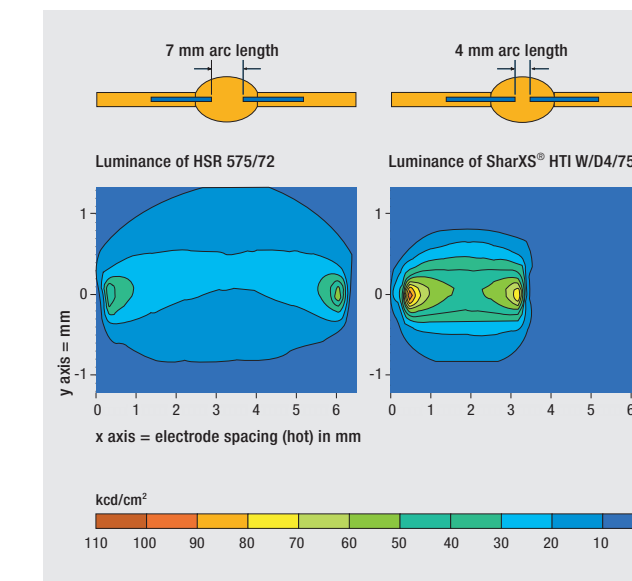 7 mm arc length
4 mm arc length
Luminance of HSR 575/72
Luminance of SharXS® HTI W/D4/75
1
0
-1
y axis = mm
0 1 2 3 4 5 6
x axis = electrode spacing (hot) in mm
1
0
-1
0 1 2 3 4 5 6
kcd/cm²
110 100 90 80 70 60 50 40 30 20 10